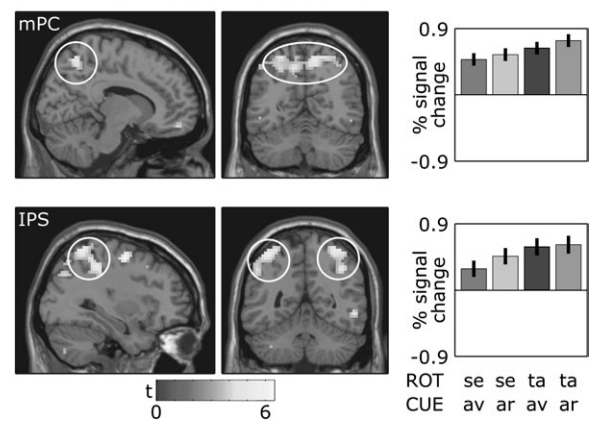 mPC
0.9
% signal
change
-0.9
IPS
0.9
% signal
change
-0.9
t
0 6
ROT se se ta ta
CUE av ar av ar